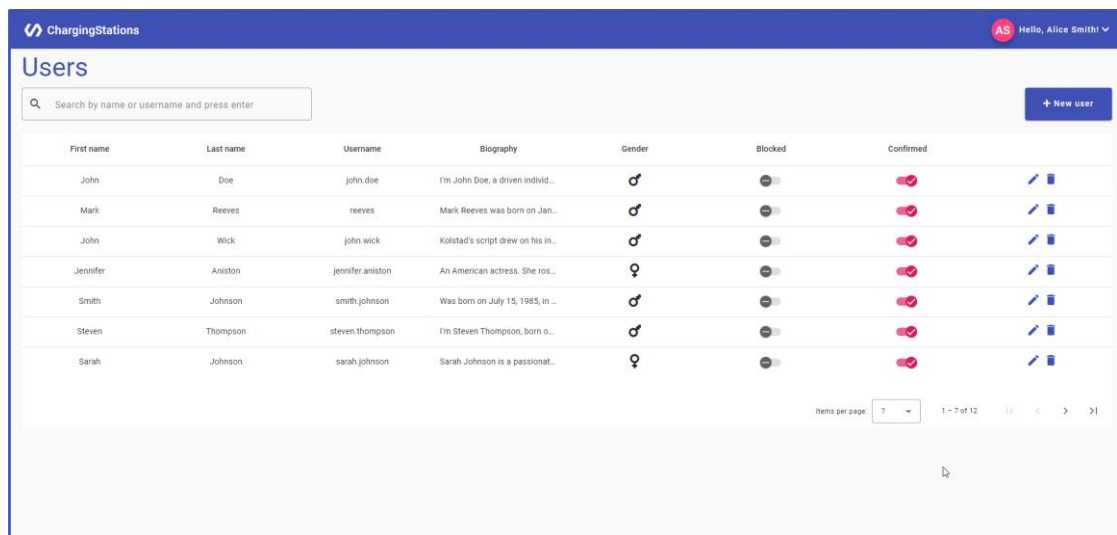 ChargingStations
AS Hello, Alice Smith!
Users
Search by name or username and press enter
+ New user
First name Last name Username Biography Gender Blocked Confirmed
John Doe john.doe I'm John Doe, a driven individ...
Mark Reeves reeves Mark Reeves was born on Jan...
John Wick john.wick Kolstad's script drew on his in...
Jennifer Aniston jennifer.aniston An American actress. She ros...
Smith Johnson smith.johnson Was born on July 15, 1985, in ...
Steven Thompson steven.thompson I'm Steven Thompson, born o...
Sarah Johnson sarah.johnson Sarah Johnson is a passionat...
Items per page: 7 1 – 7 of 12